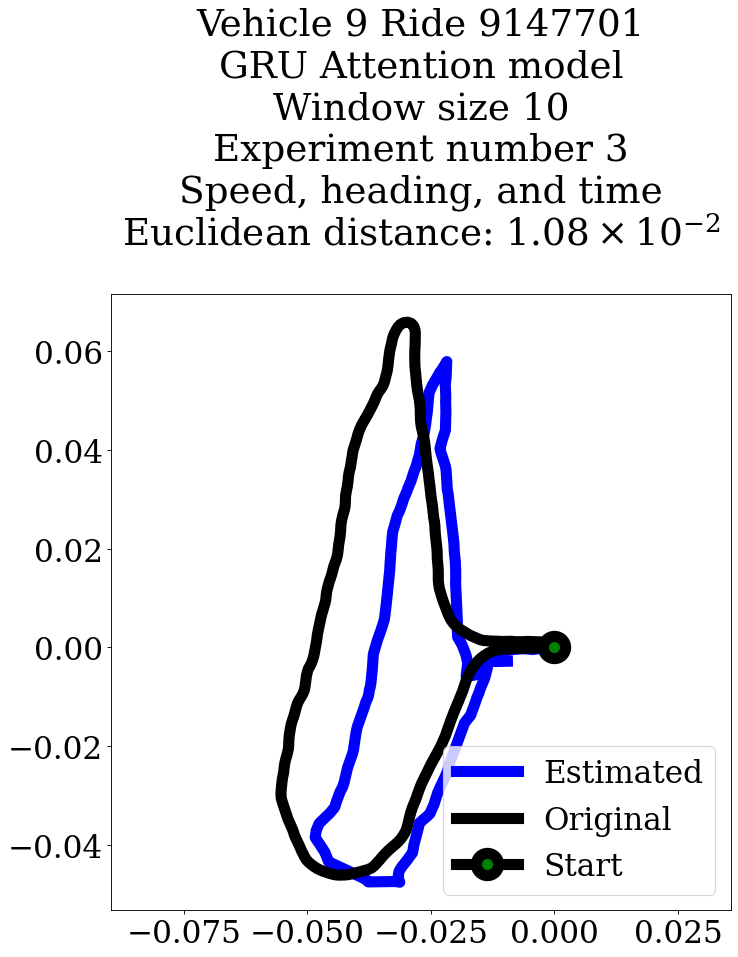 Vehicle 9 Ride 9147701
GRU Attention model
Window size 10
Experiment number 3
Speed, heading, and time
Euclidean distance: 1.08 × 10⁻²
0.06
0.04
0.02
0.00
−0.02
−0.04
Estimated
Original
Start
−0.075 −0.050 −0.025 0.000 0.025